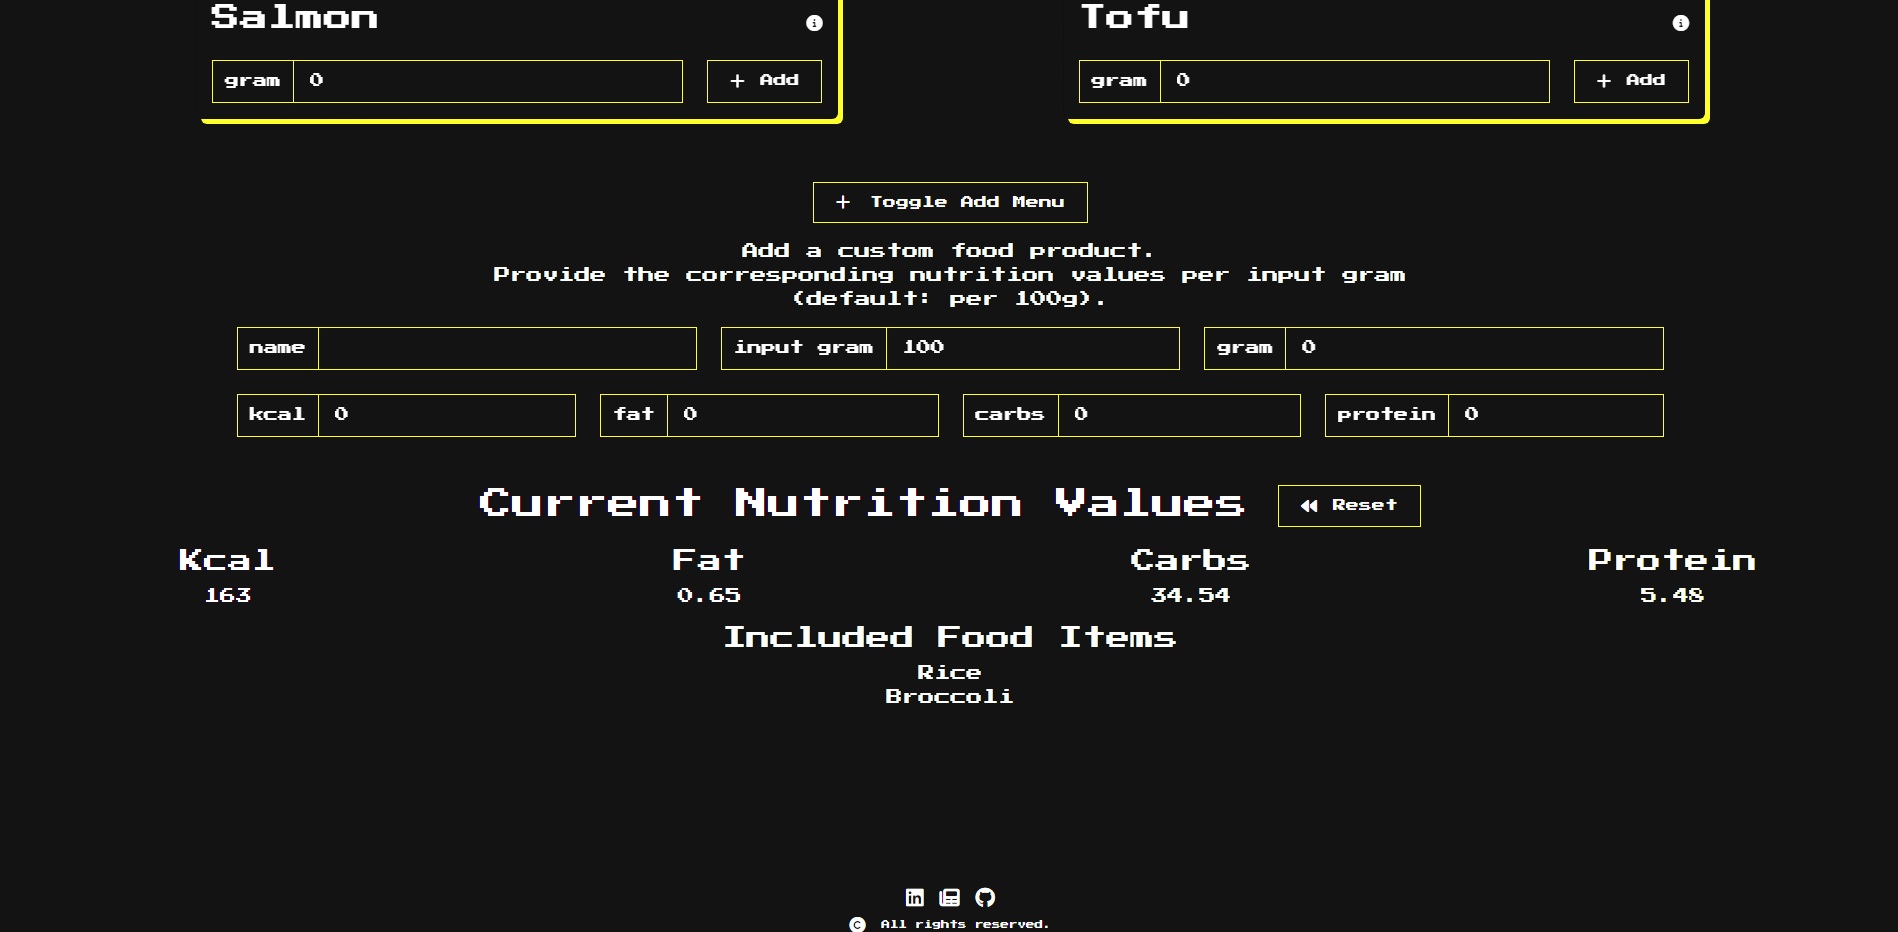 Salmon
gram 0 + Add
Tofu
gram 0 + Add
+ Toggle Add Menu
Add a custom food product.
Provide the corresponding nutrition values per input gram
(default: per 100g).
name
input gram 100
gram 0
kcal 0
fat 0
carbs 0
protein 0
Current Nutrition Values
Reset
Kcal
163
Fat
0.65
Carbs
34.54
Protein
5.48
Included Food Items
Rice
Broccoli
© All rights reserved.